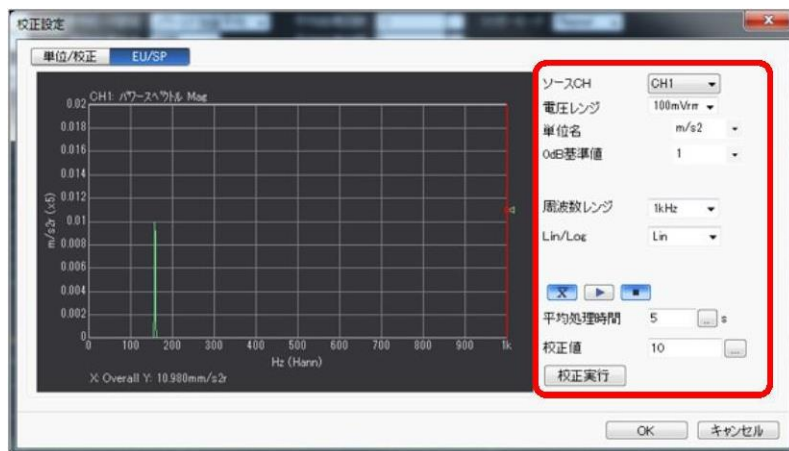 校正設定
単位/校正 EU/SP
CH1: パワースペクトル Mag
0.02
0.018
0.016
0.014
0.012
0.01
0.008
0.006
0.004
0.002
0
m/s2r (x5)
0 100 200 300 400 500 600 700 800 900 1k
Hz (Hann)
X: Overall Y: 10.980mm/s2r
ソースCH CH1
電圧レンジ 100mVrm
単位名 m/s2
0dB基準値 1
周波数レンジ 1kHz
Lin/Log Lin
X
平均処理時間 5 ... s
校正値 10 ...
校正実行
OK キャンセル